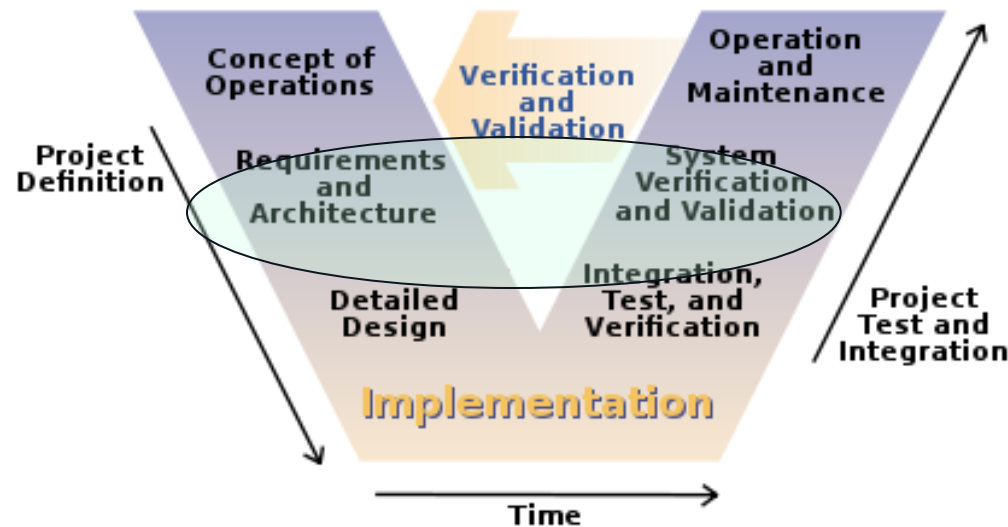 Concept of
Operations
Verification
and
Validation
Operation
and
Maintenance
Project
Definition
Requirements
and
Architecture
System
Verification
and Validation
Detailed
Design
Integration,
Test, and
Verification
Project
Test and
Integration
Implementation
Time